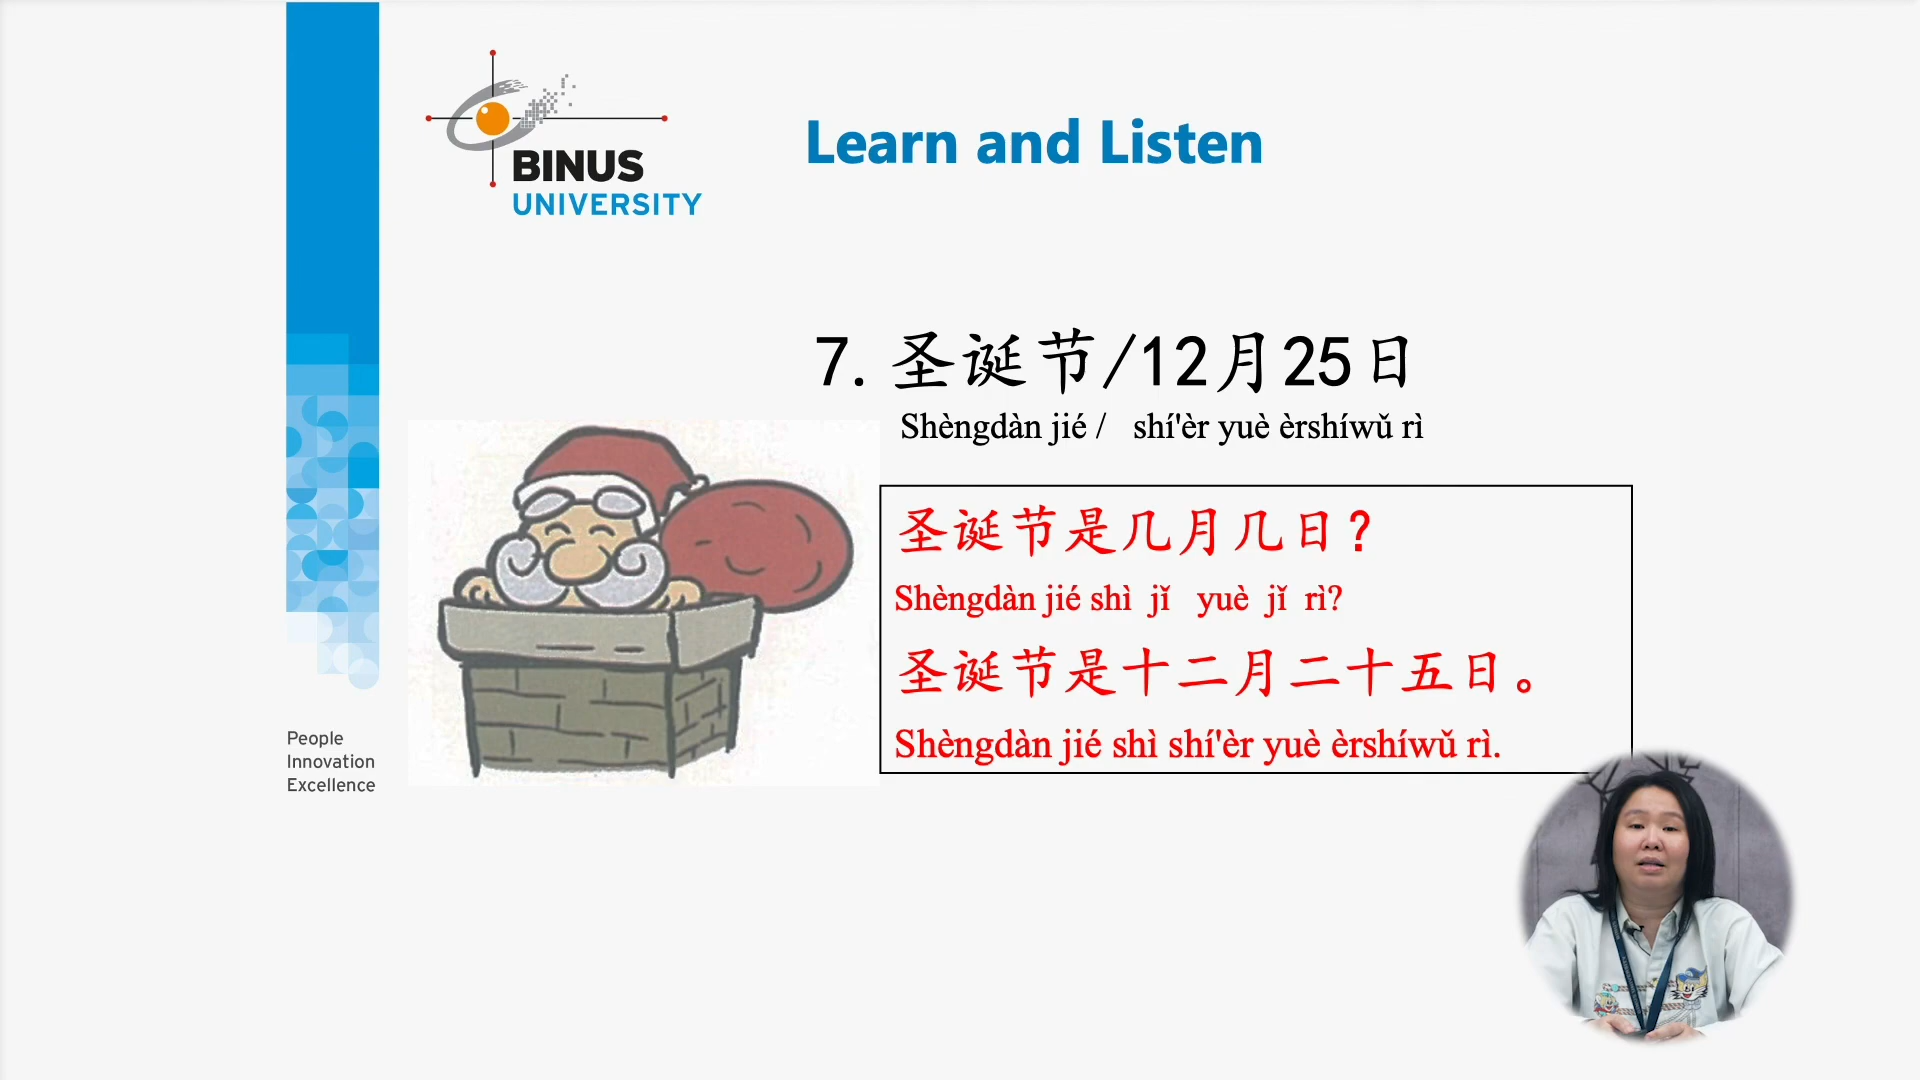 BINUS
UNIVERSITY
Learn and Listen
7. 圣诞节/12月25日
Shèngdàn jié / shí'èr yuè èrshíwǔ rì
圣诞节是几月几日？
Shèngdàn jié shì jǐ yuè jǐ rì?
圣诞节是十二月二十五日。
Shèngdàn jié shì shí'èr yuè èrshíwǔ rì.
People
Innovation
Excellence